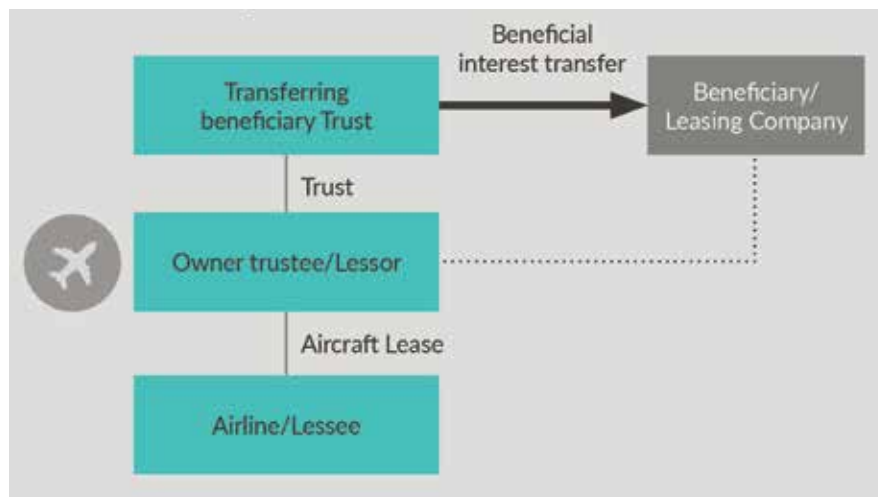 Beneficial
interest transfer
Transferring
beneficiary Trust
Beneficiary/
Leasing Company
Trust
Owner trustee/Lessor
Aircraft Lease
Airline/Lessee